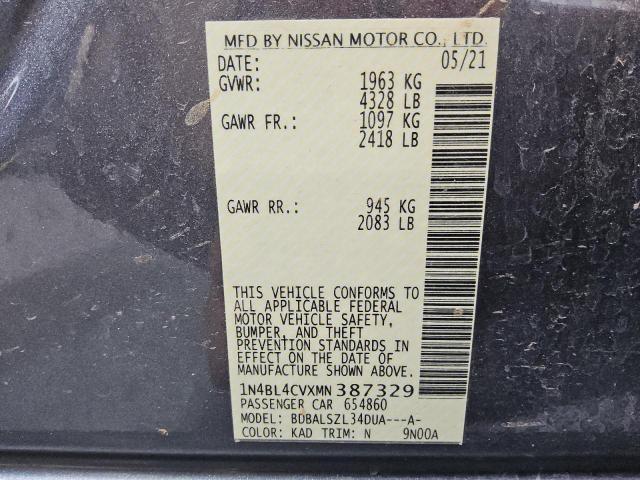 MFD BY NISSAN MOTOR CO., LTD.
DATE: 05/21
GVWR: 1963 KG
4328 LB
GAWR FR.: 1097 KG
2418 LB
GAWR RR.: 945 KG
2083 LB
THIS VEHICLE CONFORMS TO
ALL APPLICABLE FEDERAL
MOTOR VEHICLE SAFETY,
BUMPER, AND THEFT
PREVENTION STANDARDS IN
EFFECT ON THE DATE OF
MANUFACTURE SHOWN ABOVE.
1N4BL4CVXMN387329
PASSENGER CAR 654860
MODEL: BDBALSZL34DUA---A-
COLOR: KAD TRIM: N 9N00A